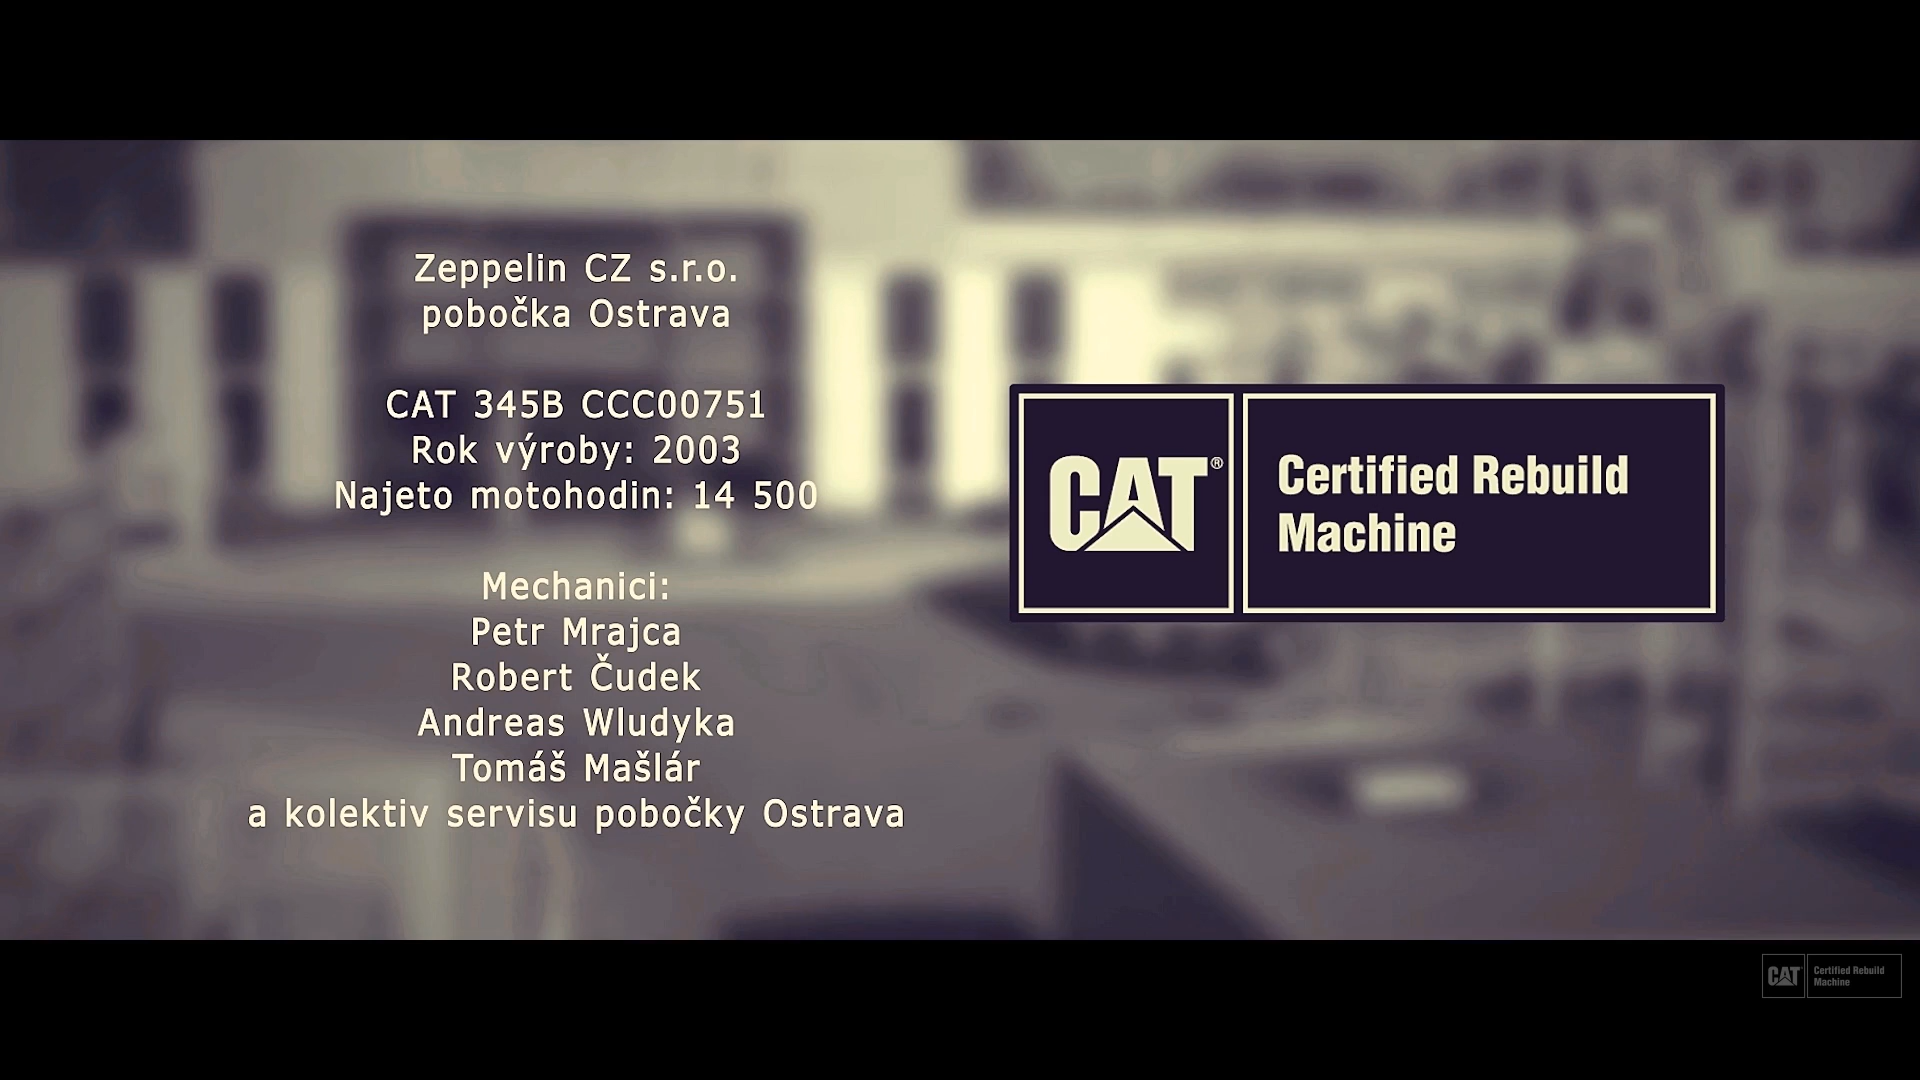 Zeppelin CZ s.r.o.
pobočka Ostrava
CAT 345B CCC00751
Rok výroby: 2003
Najeto motohodin: 14 500
Mechanici:
Petr Mrajca
Robert Čudek
Andreas Wludyka
Tomáš Mašlár
a kolektiv servisu pobočky Ostrava
CAT®
Certified Rebuild
Machine
CAT
Certified Rebuild
Machine